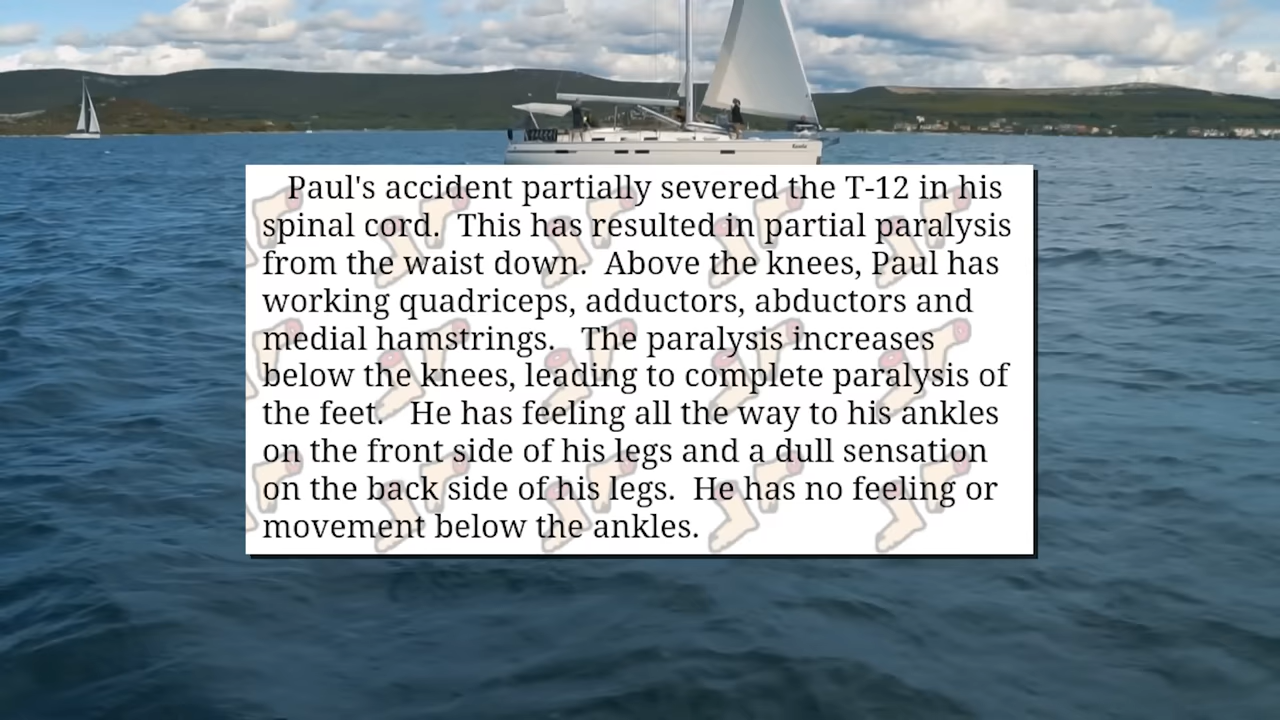 Paul's accident partially severed the T-12 in his
spinal cord.  This has resulted in partial paralysis
from the waist down.  Above the knees, Paul has
working quadriceps, adductors, abductors and
medial hamstrings.   The paralysis increases
below the knees, leading to complete paralysis of
the feet.   He has feeling all the way to his ankles
on the front side of his legs and a dull sensation
on the back side of his legs.  He has no feeling or
movement below the ankles.